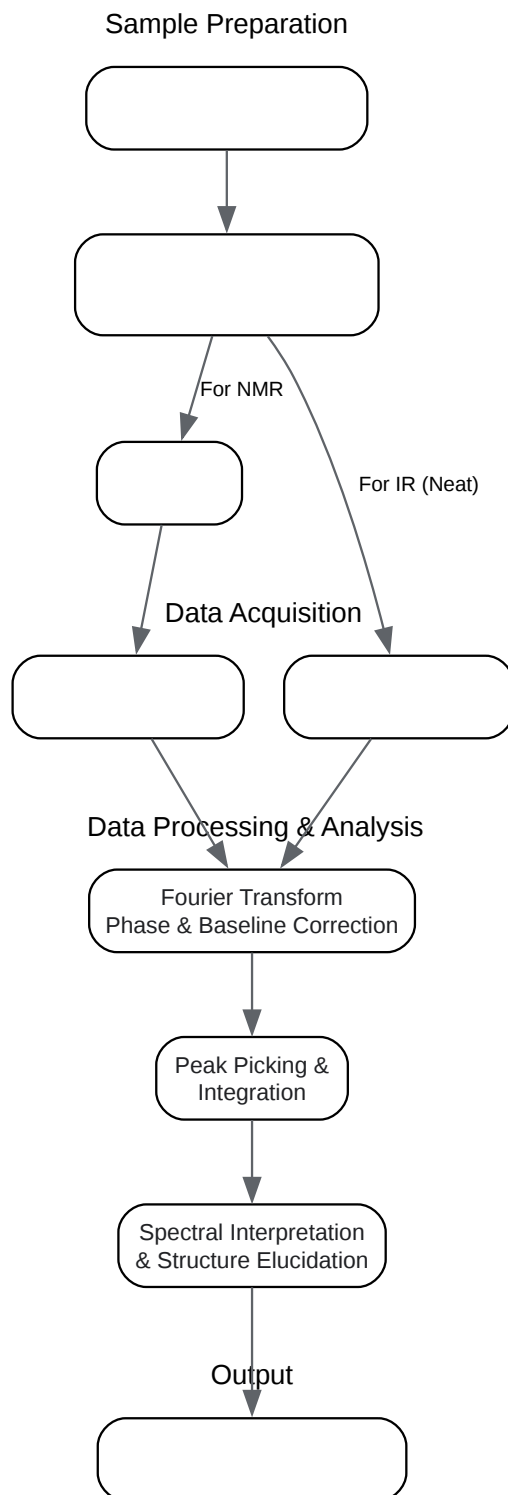 Sample Preparation
For NMR
For IR (Neat)
Data Acquisition
Data Processing & Analysis
Fourier Transform
Phase & Baseline Correction
Peak Picking &
Integration
Spectral Interpretation
& Structure Elucidation
Output